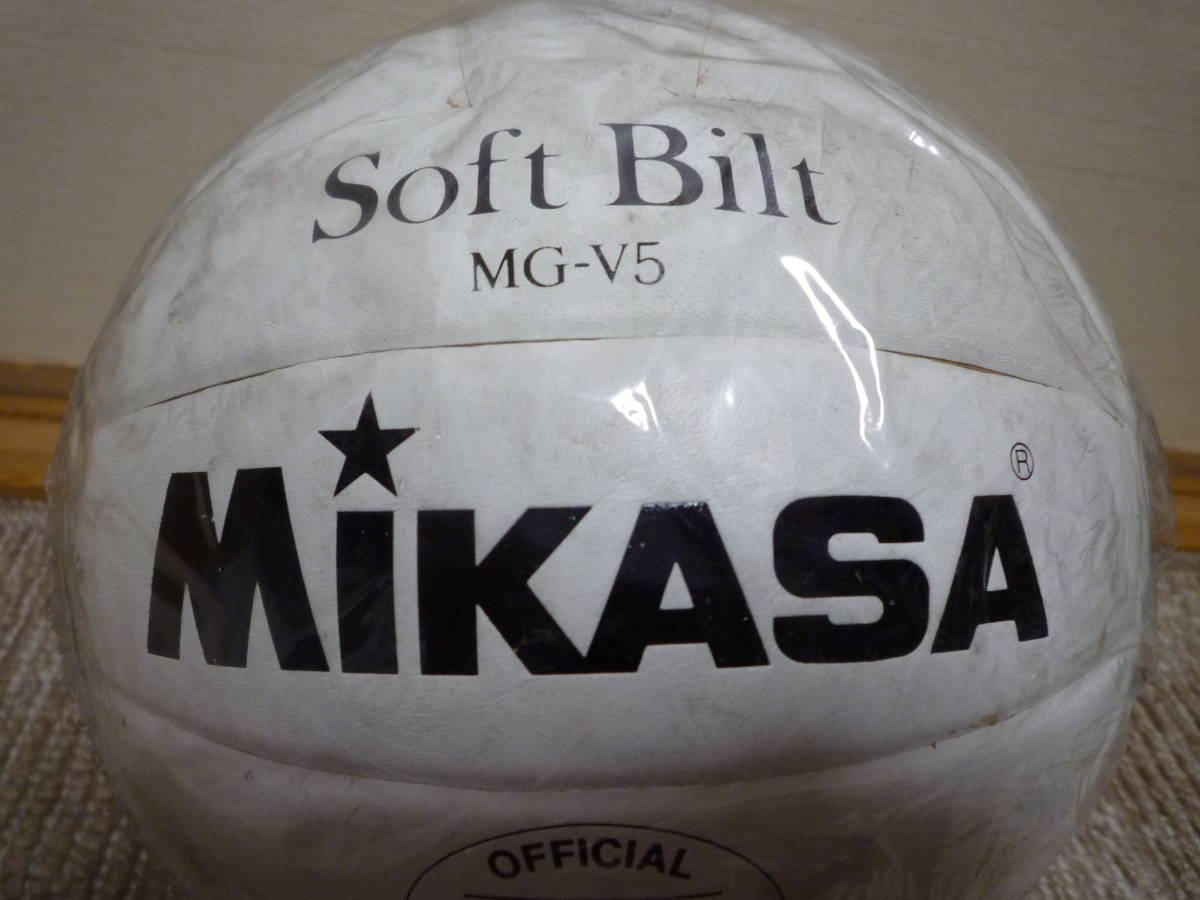 Soft Bilt
MG-V5
MiKASA®
OFFiCIAL